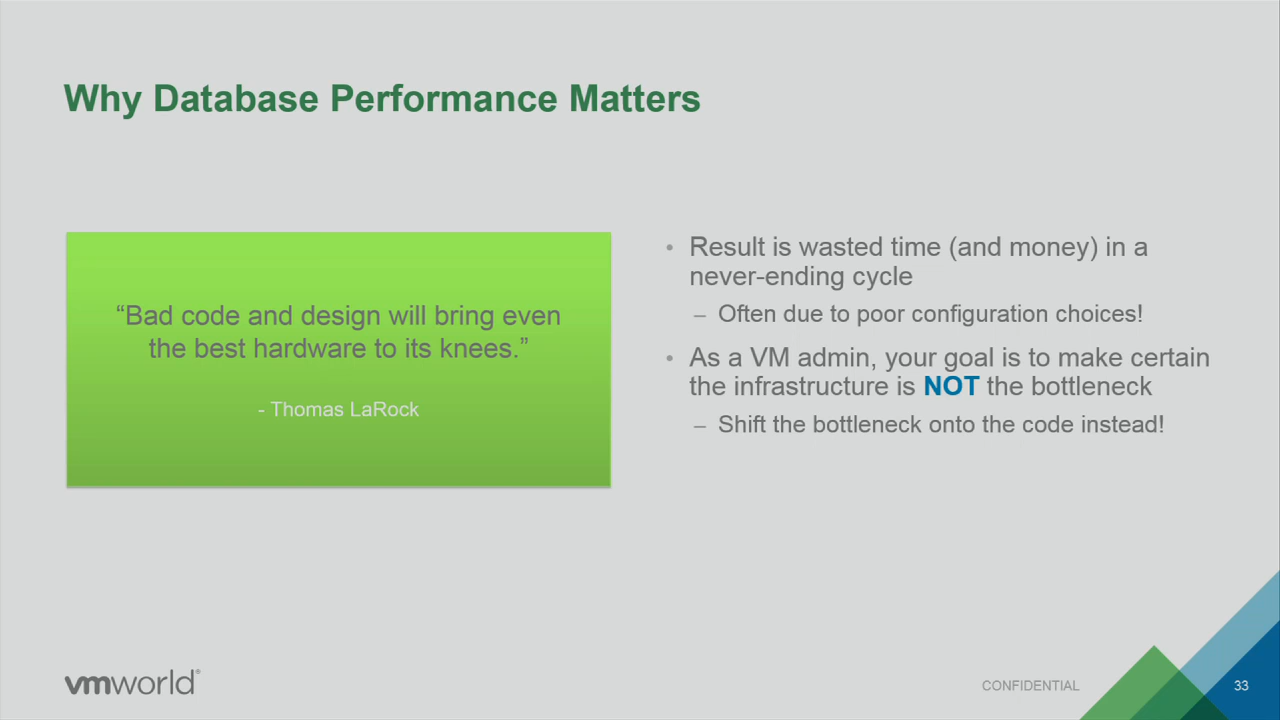 Why Database Performance Matters
“Bad code and design will bring even
the best hardware to its knees.”
- Thomas LaRock
• Result is wasted time (and money) in a
never-ending cycle
– Often due to poor configuration choices!
• As a VM admin, your goal is to make certain
the infrastructure is NOT the bottleneck
– Shift the bottleneck onto the code instead!
vmworld®
CONFIDENTIAL
33